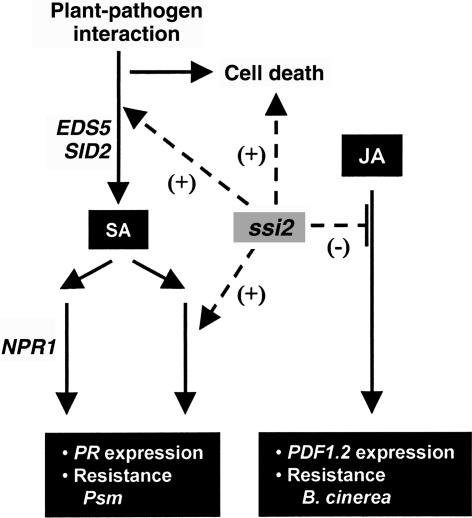 Plant-pathogen
interaction
Cell death
EDS5
SID2
(+)
(+)
JA
SA
ssi2
(-)
(+)
NPR1
• PR expression
• Resistance
Psm
• PDF1.2 expression
• Resistance
B. cinerea